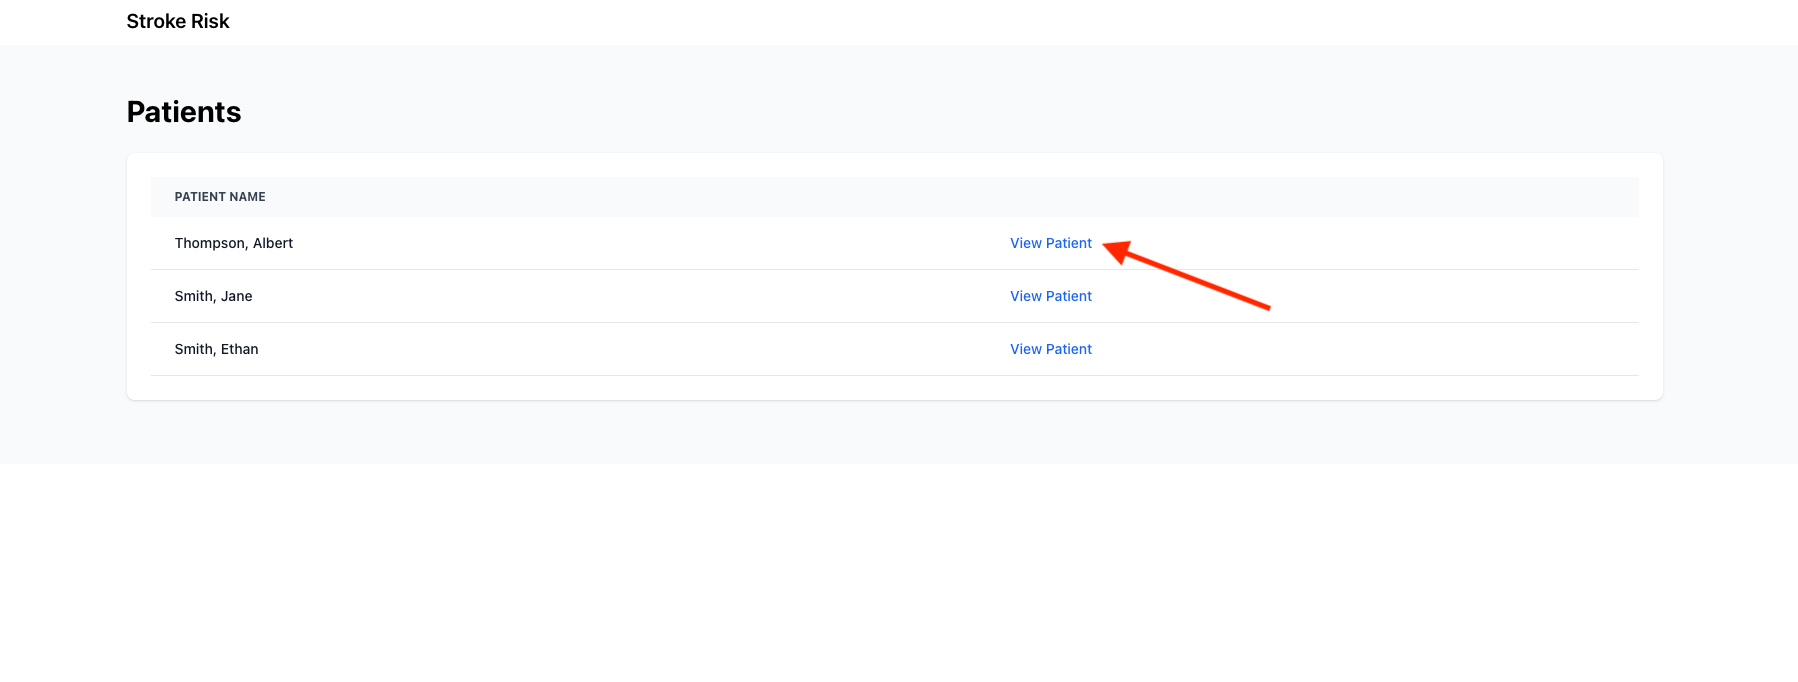 Stroke Risk
Patients
PATIENT NAME
Thompson, Albert View Patient
Smith, Jane View Patient
Smith, Ethan View Patient